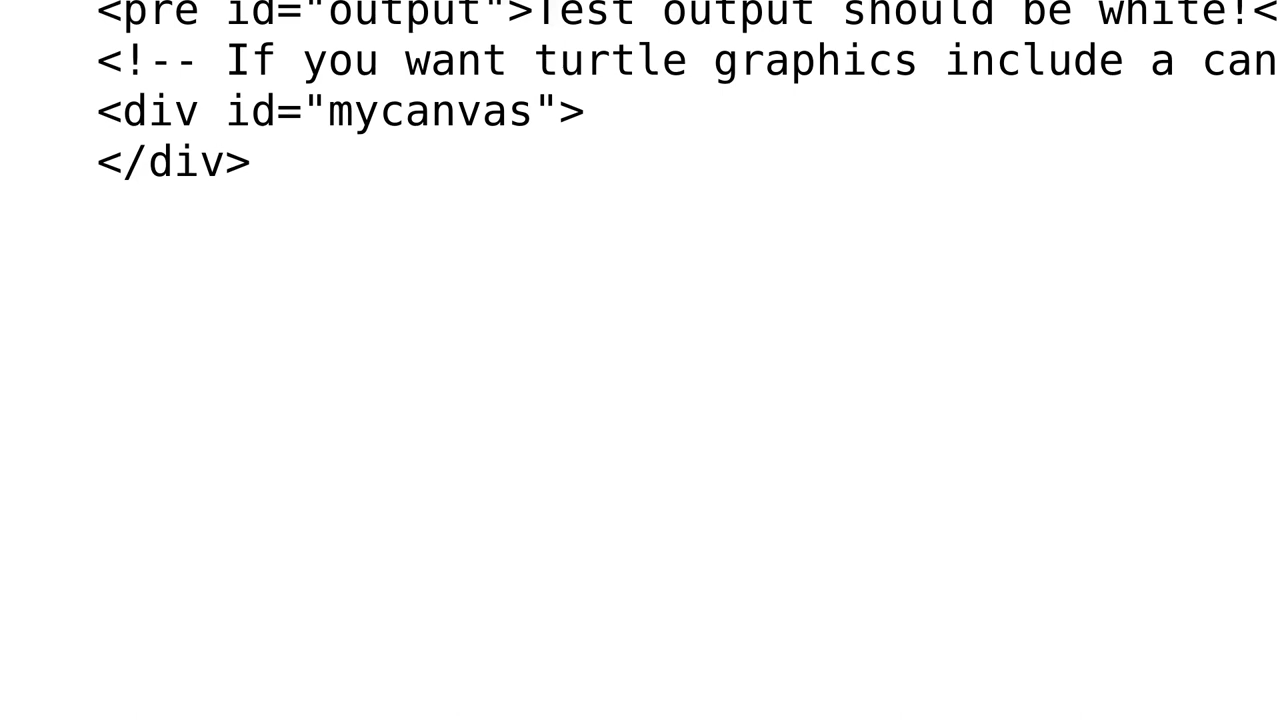 <pre id="output">Test output should be white!<
<!-- If you want turtle graphics include a can
<div id="mycanvas">
</div>